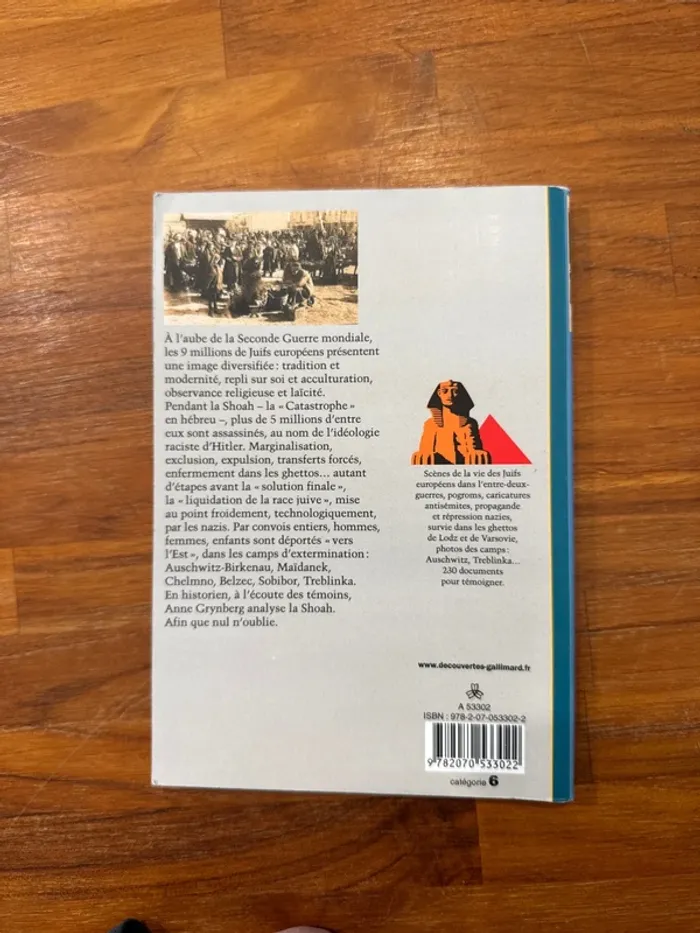 À l'aube de la Seconde Guerre mondiale,
les 9 millions de Juifs européens présentent
une image diversifiée : tradition et
modernité, repli sur soi et acculturation,
observance religieuse et laïcité.
Pendant la Shoah – la « Catastrophe »
en hébreu –, plus de 5 millions d'entre
eux sont assassinés, au nom de l'idéologie
raciste d'Hitler. Marginalisation,
exclusion, expulsion, transferts forcés,
enfermement dans les ghettos... autant
d'étapes avant la « solution finale »,
la « liquidation de la race juive », mise
au point froidement, technologiquement,
par les nazis. Par convois entiers, hommes,
femmes, enfants sont déportés « vers
l'Est », dans les camps d'extermination :
Auschwitz-Birkenau, Maïdanek,
Chelmno, Belzec, Sobibor, Treblinka.
En historien, à l'écoute des témoins,
Anne Grynberg analyse la Shoah.
Afin que nul n'oublie.
Scènes de la vie des Juifs
européens dans l'entre-deux-
guerres, pogroms, caricatures
antisémites, propagande
et répression nazies,
survie dans les ghettos
de Lodz et de Varsovie,
photos des camps :
Auschwitz, Treblinka...
230 documents
pour témoigner.
www.decouvertes-gallimard.fr
A 53302
ISBN : 978-2-07-053302-2
9 782070 533022
catégorie 6